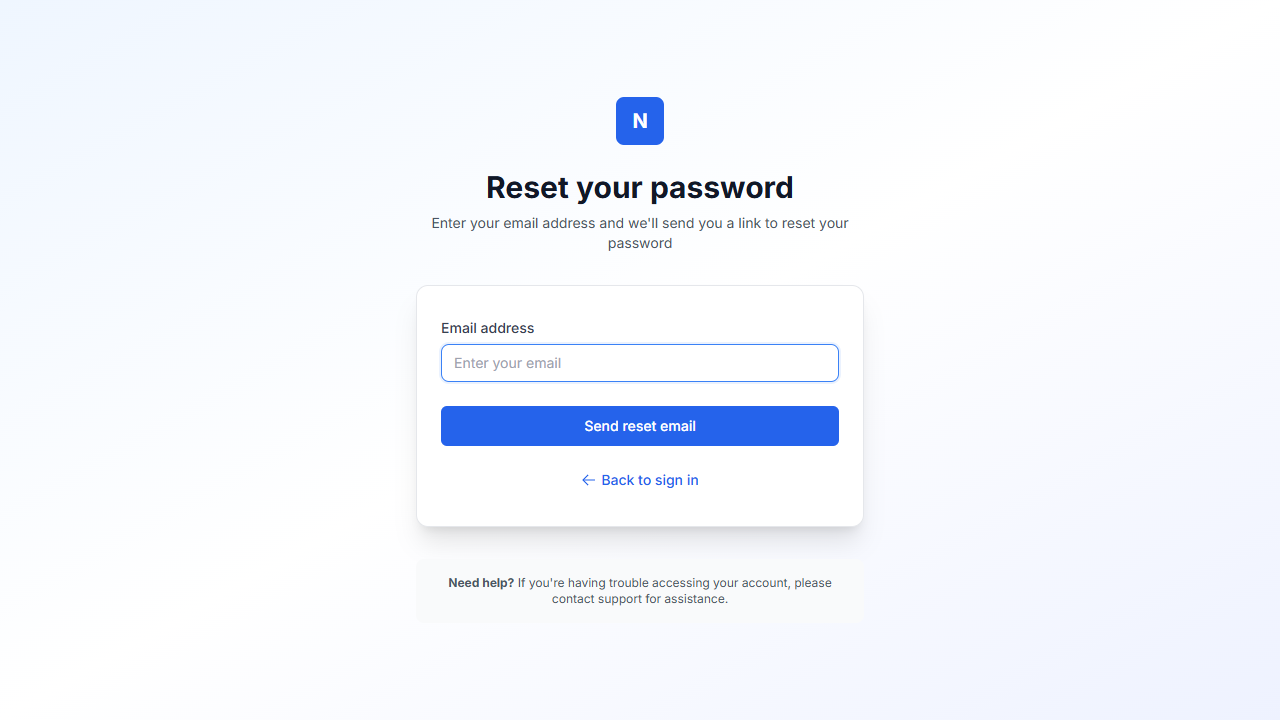 N
Reset your password
Enter your email address and we'll send you a link to reset your
password
Email address
Enter your email
Send reset email
Back to sign in
Need help? If you're having trouble accessing your account, please
contact support for assistance.